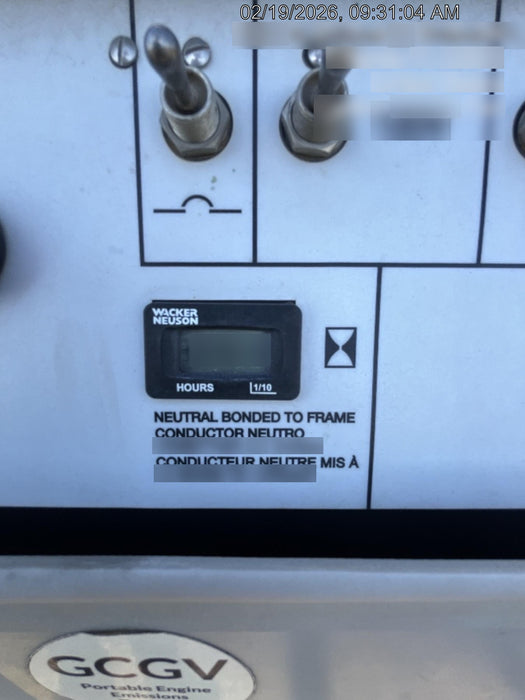 02/19/2026, 09:31:04 AM
WACKER
NEUSON
HOURS 1/10
NEUTRAL BONDED TO FRAME
CONDUCTOR NEUTRO
CONDUCTEUR NEUTRE MIS À
GCGV
Portable Engine
Emissions